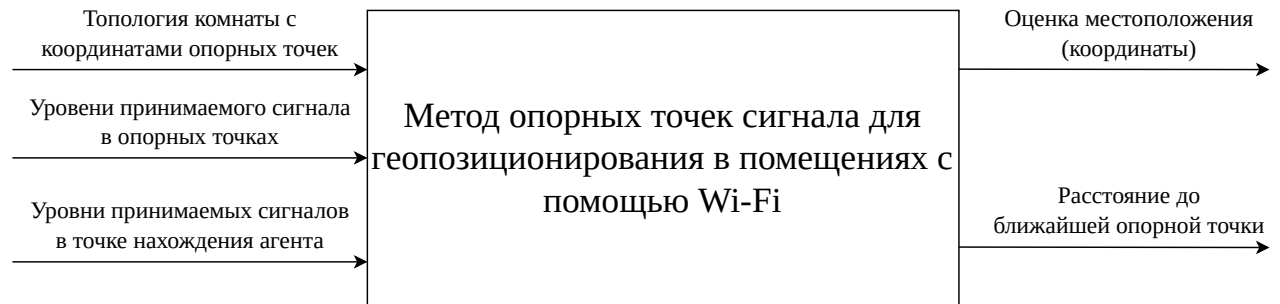 Топология комнаты с
координатами опорных точек
Уровени принимаемого сигнала
в опорных точках
Уровни принимаемых сигналов
в точке нахождения агента
Метод опорных точек сигнала для
геопозиционирования в помещениях с
помощью Wi-Fi
Оценка местоположения
(координаты)
Расстояние до
ближайшей опорной точки